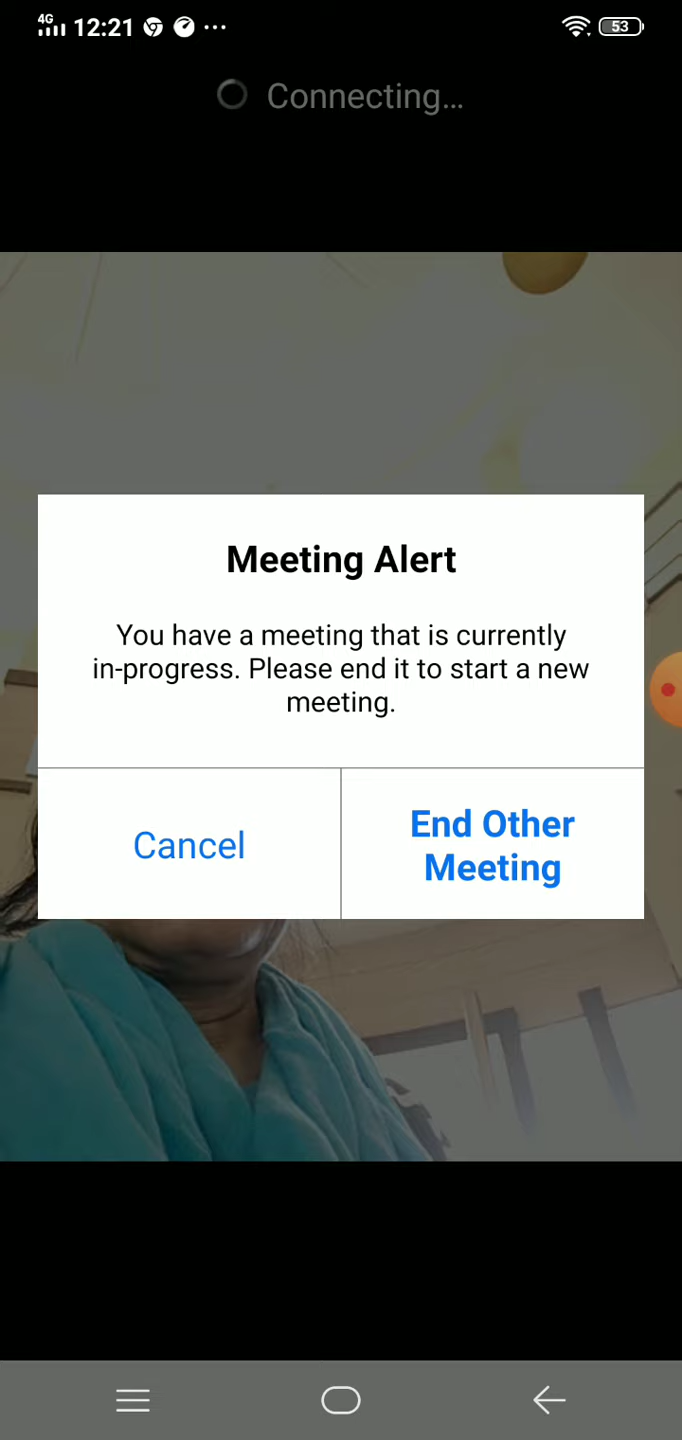 4G
12:21
53
Connecting...
Meeting Alert
You have a meeting that is currently
in-progress. Please end it to start a new
meeting.
Cancel
End Other
Meeting